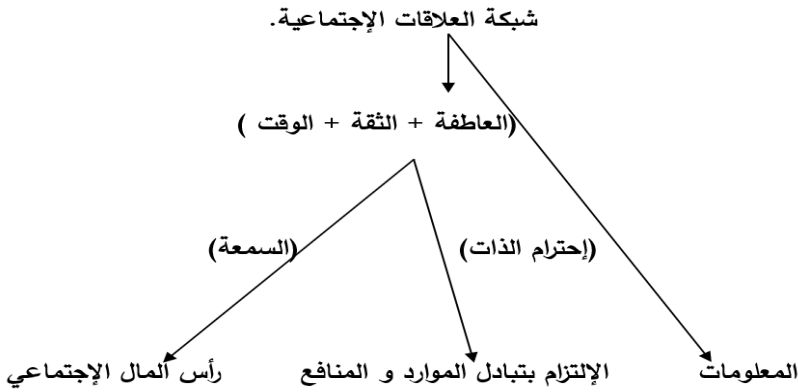 شبكة العلاقات الإجتماعية.
(العاطفة + الثقة + الوقت )
(إحترام الذات)
(السمعة)
المعلومات
الإلتزام بتبادل الموارد و المنافع
رأس المال الإجتماعي